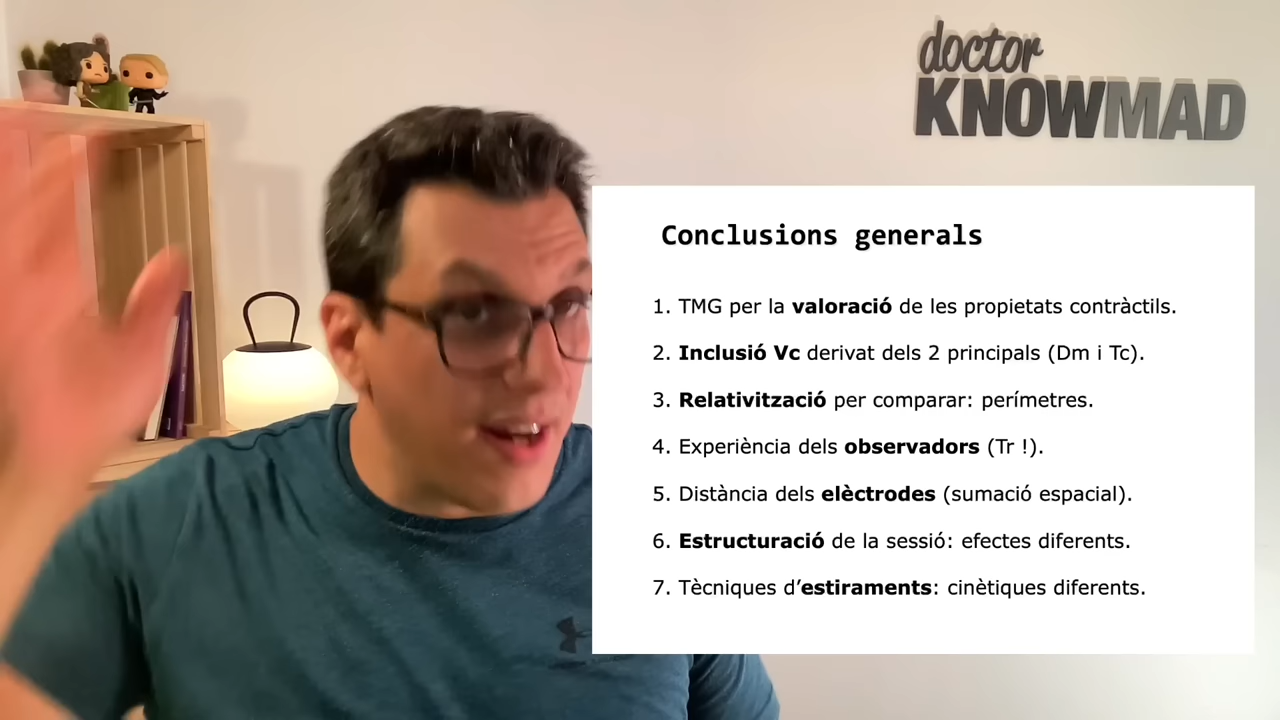 doctor
KNOWMAD
Conclusions generals
1. TMG per la valoració de les propietats contràctils.
2. Inclusió Vc derivat dels 2 principals (Dm i Tc).
3. Relativització per comparar: perímetres.
4. Experiència dels observadors (Tr !).
5. Distància dels elèctrodes (sumació espacial).
6. Estructuració de la sessió: efectes diferents.
7. Tècniques d’estiraments: cinètiques diferents.